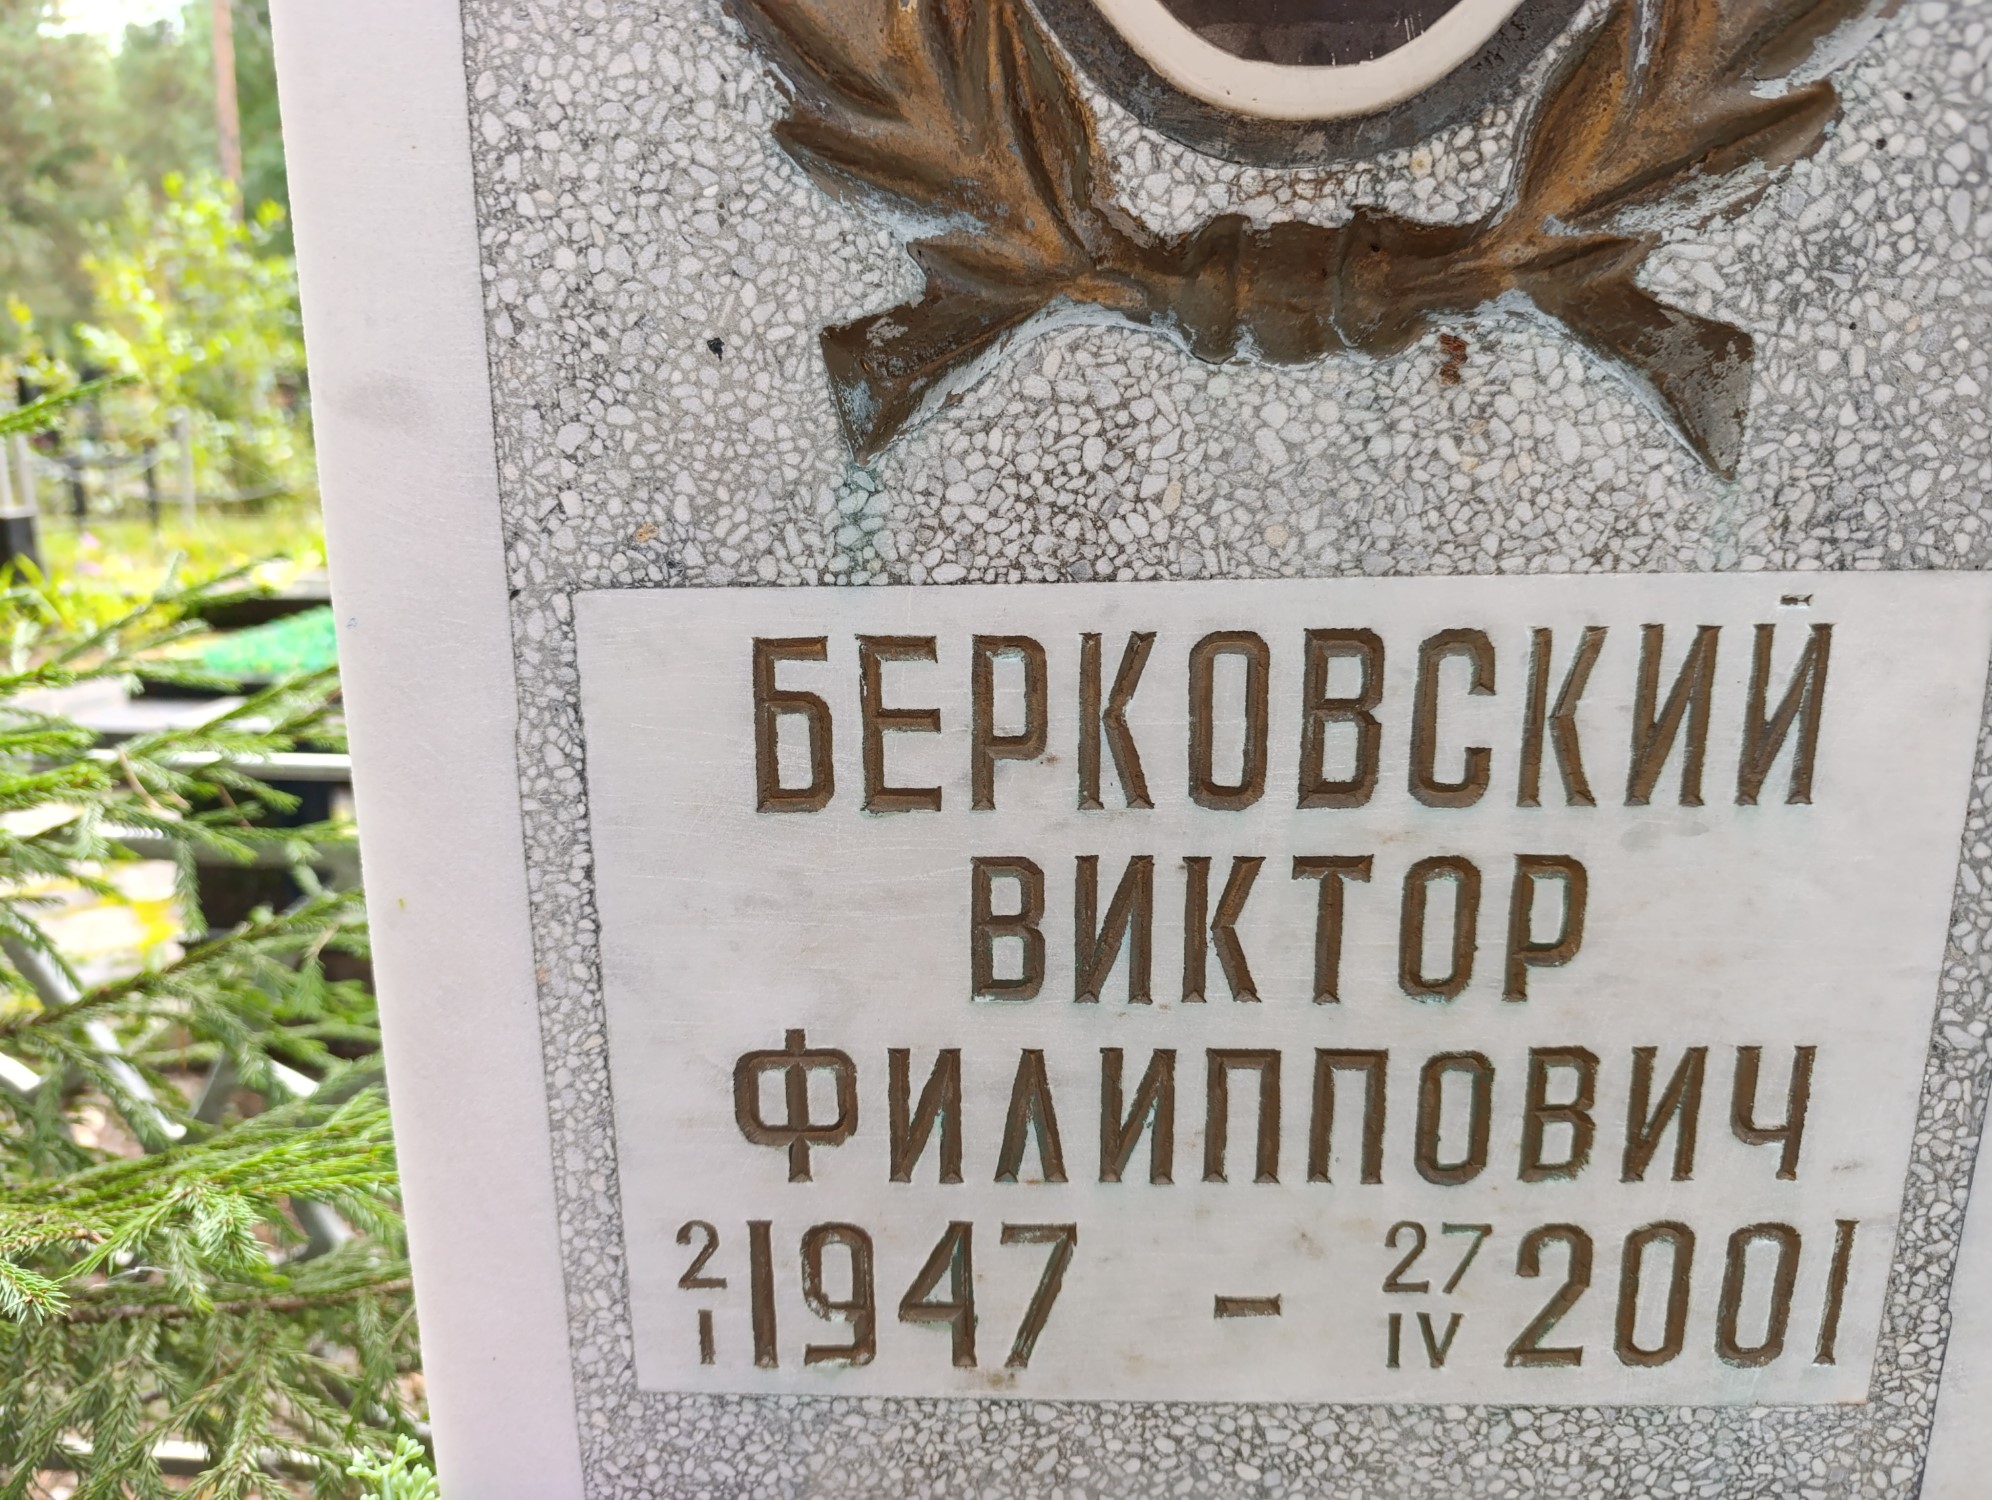 БЕРКОВСКИЙ
ВИКТОР
ФИЛИППОВИЧ
2/I 1947 - 27/IV 2001